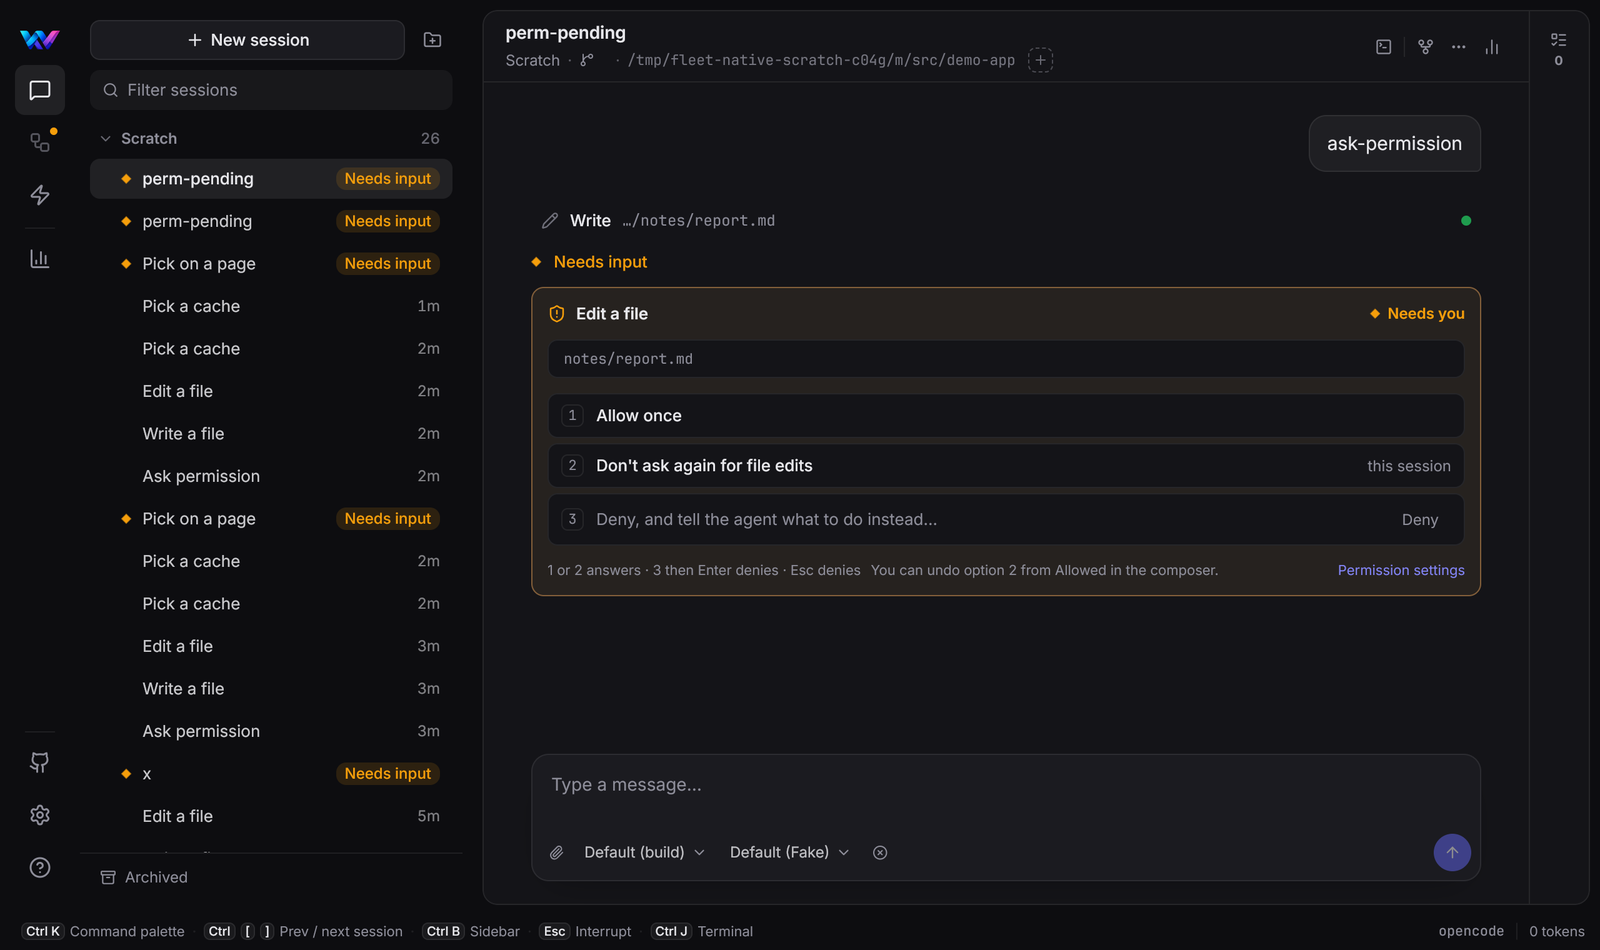 New session
Filter sessions
Scratch 26
perm-pending Needs input
perm-pending Needs input
Pick on a page Needs input
Pick a cache 1m
Pick a cache 2m
Edit a file 2m
Write a file 2m
Ask permission 2m
Pick on a page Needs input
Pick a cache 2m
Pick a cache 2m
Edit a file 3m
Write a file 3m
Ask permission 3m
x Needs input
Edit a file 5m
Archived
perm-pending
Scratch · · /tmp/fleet-native-scratch-c04g/m/src/demo-app
0
ask-permission
Write …/notes/report.md
Needs input
Edit a file Needs you
notes/report.md
1 Allow once
2 Don't ask again for file edits this session
3 Deny, and tell the agent what to do instead... Deny
1 or 2 answers · 3 then Enter denies · Esc denies You can undo option 2 from Allowed in the composer. Permission settings
Type a message...
Default (build) Default (Fake)
Ctrl K Command palette · Ctrl [ ] Prev / next session · Ctrl B Sidebar · Esc Interrupt · Ctrl J Terminal opencode 0 tokens